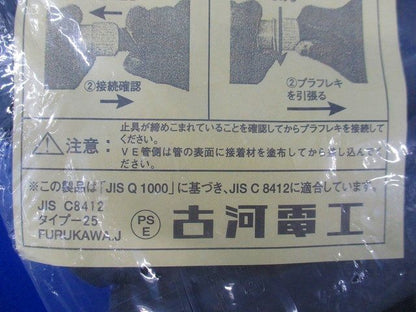 ②接続確認
②プラフレキ
を引張る
⚠注意：
止具が締めこまれていることを確認してからプラフレキを接続して
ください。
VE管側は管の表面に接着材を塗布してからさし込んで
ください。
※この製品は「JIS Q 1000」に基づき、JIS C 8412に適合しています。
JIS C8412
タイプー25
FURUKAWA.J
PS
E
古河電工